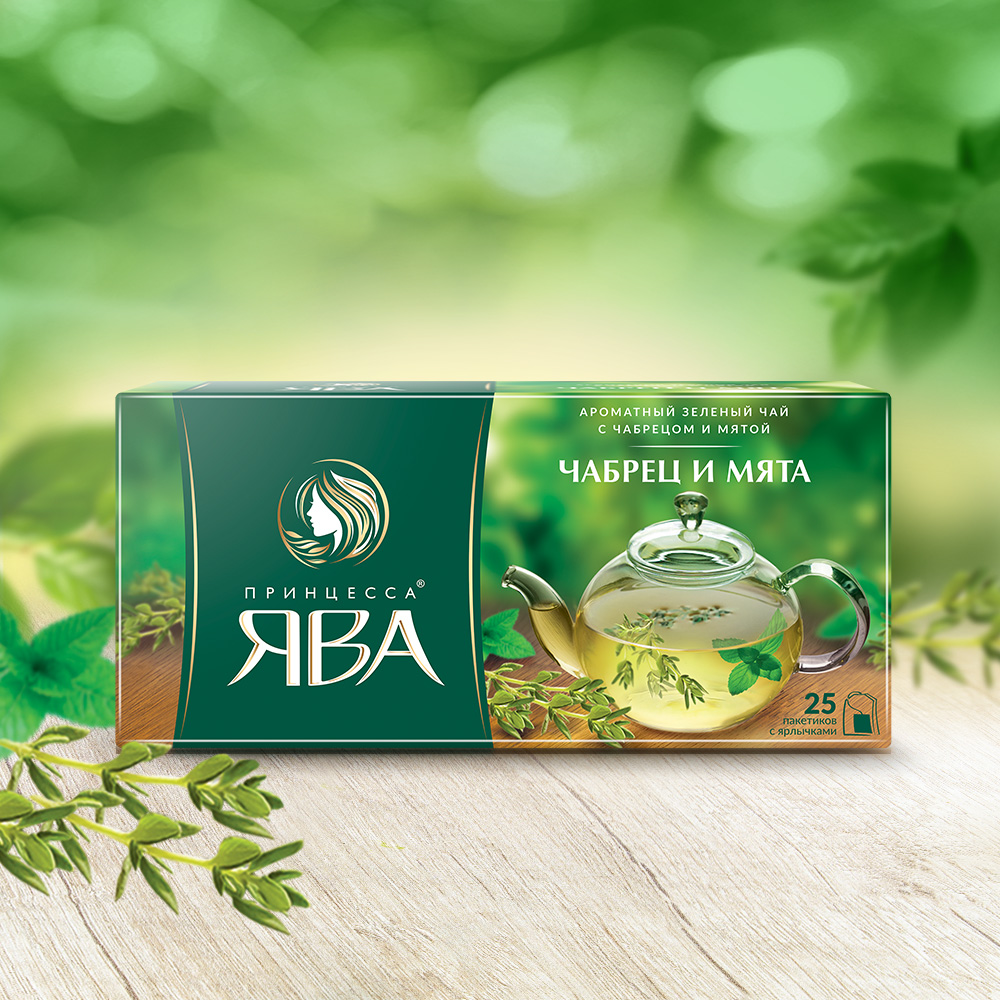 ПРИНЦЕССА®
ЯВА
АРОМАТНЫЙ ЗЕЛЕНЫЙ ЧАЙ
С ЧАБРЕЦОМ И МЯТОЙ
ЧАБРЕЦ И МЯТА
25
пакетиков
с ярлычками